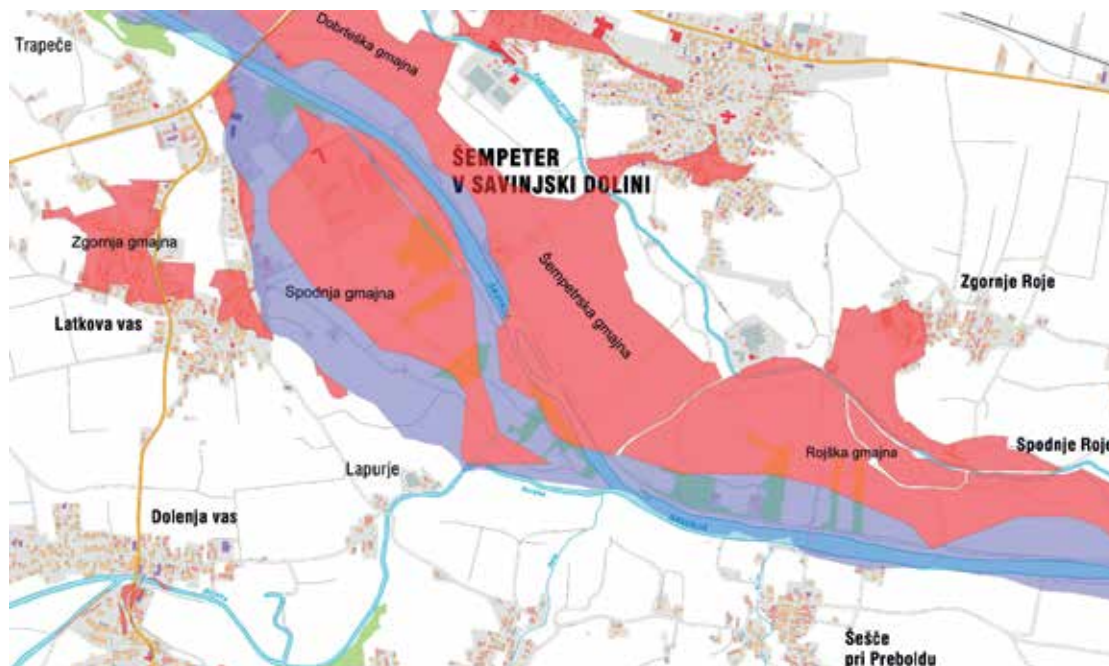 Trapeče
Dobrteška gmajna
ŠEMPETER
V SAVINJSKI DOLINI
Zgornja gmajna
Spodnja gmajna
Šempetrska gmajna
Zgornje Roje
Latkova vas
Rojška gmajna
Spodnje Roje
Lapurje
Dolenja vas
Šešče
pri Preboldu